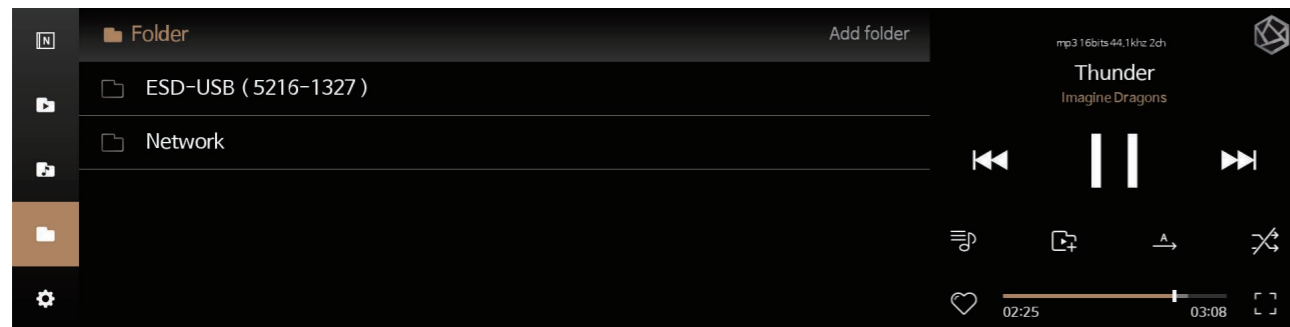 N
Folder
Add folder
ESD-USB ( 5216-1327 )
Network
mp3 16bits 44.1khz 2ch
Thunder
Imagine Dragons
A
02:25
03:08